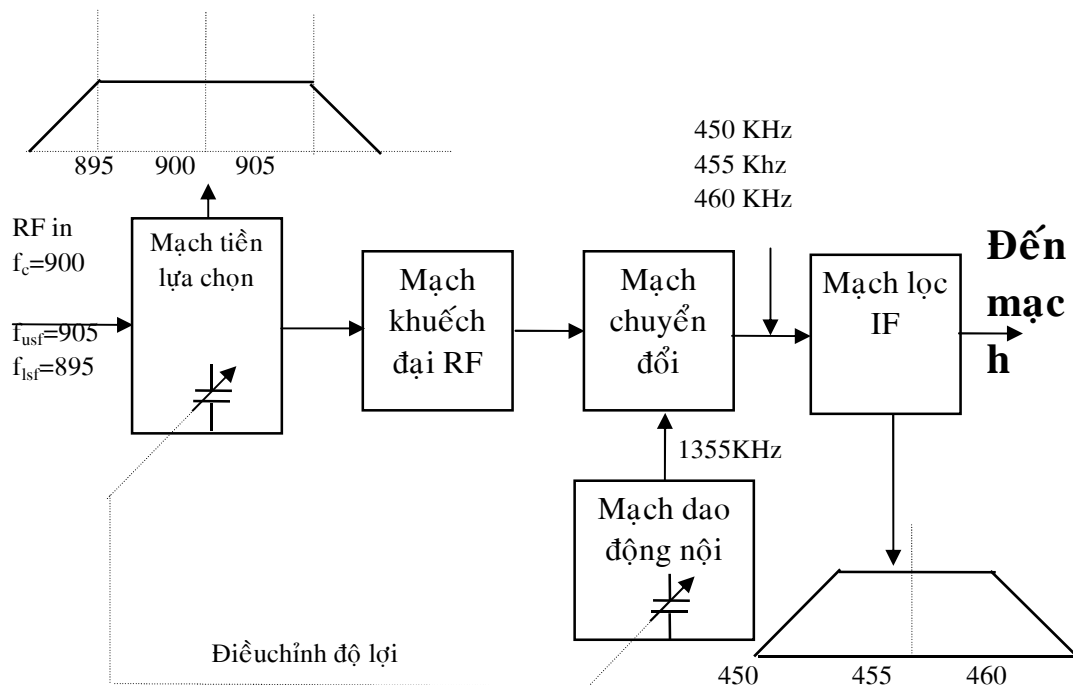 450 KHz
455 Khz
460 KHz
895 900 905
RF in
f_c=900
f_usf=905
f_lsf=895
Mạch tiền
lựa chọn
Mạch
khuếch
đại RF
Mạch
chuyển
đổi
Mạch lọc
IF
Đến
mạc
h
1355KHz
Mạch dao
động nội
Điềuchỉnh độ lợi
450 455 460